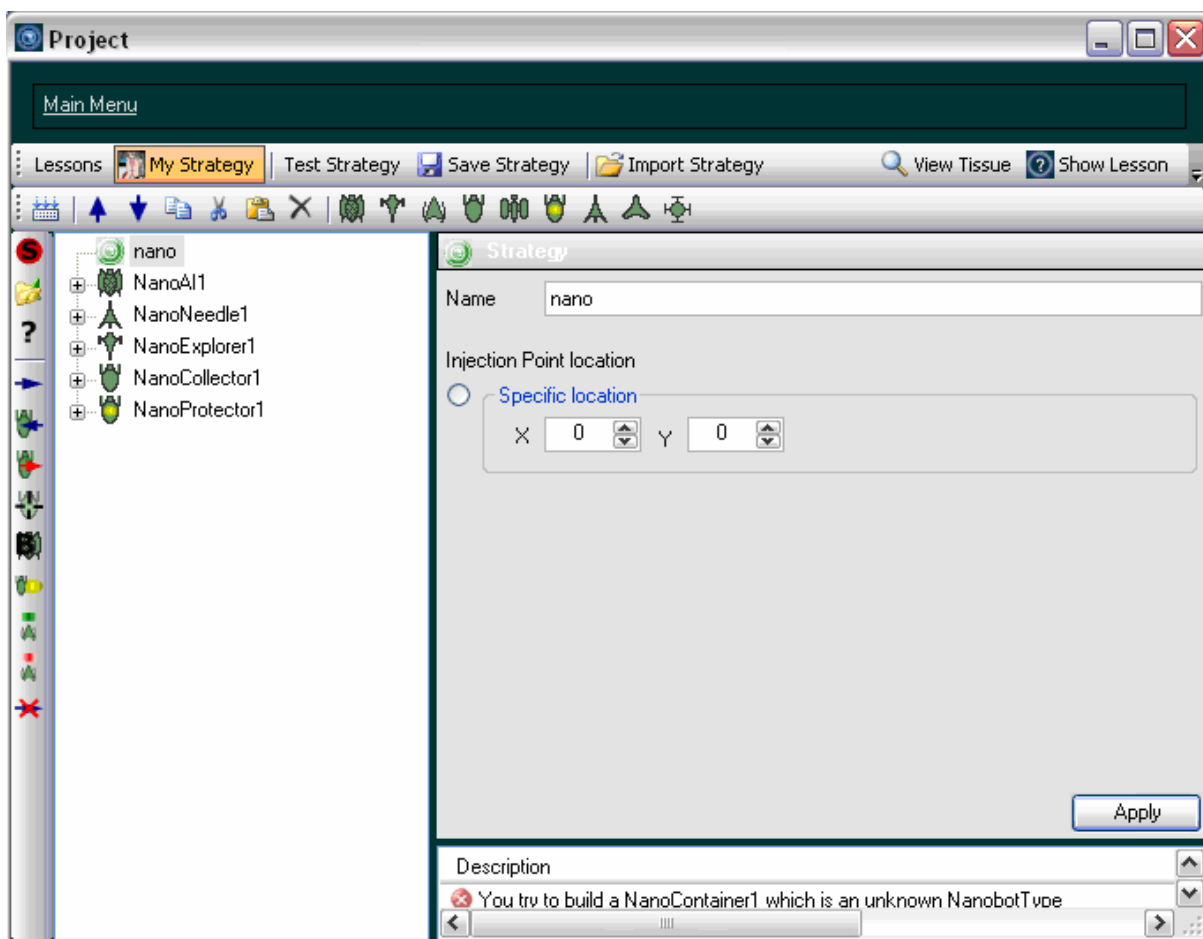 Project
Main Menu
Lessons My Strategy Test Strategy Save Strategy Import Strategy View Tissue Show Lesson
S
nano
NanoAI1
NanoNeedle1
?
NanoExplorer1
NanoCollector1
NanoProtector1
B
Strategy
Name nano
Injection Point location
Specific location
X 0 Y 0
Apply
Description
You try to build a NanoContainer1 which is an unknown NanobotType